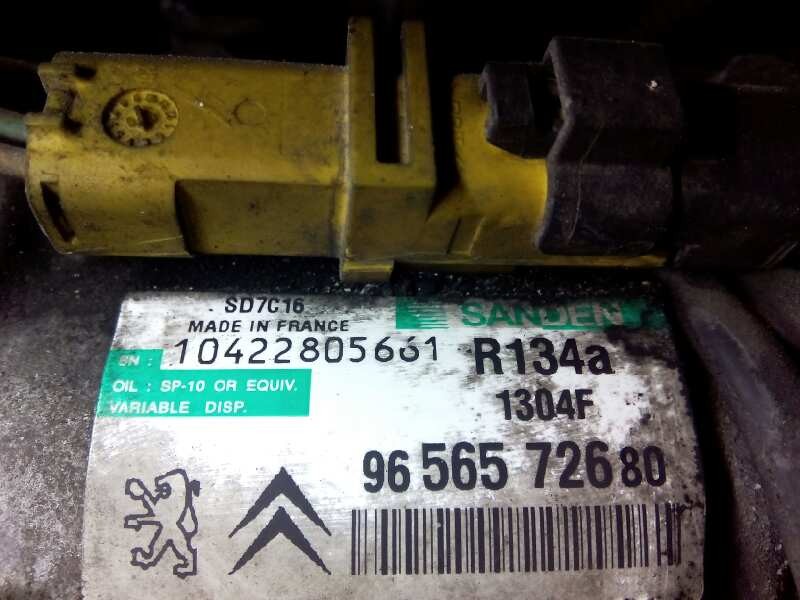 SD7C16
MADE IN FRANCE
SANDEN
SN : 10422805661
R134a
OIL : SP-10 OR EQUIV.
VARIABLE DISP.
1304F
96 565 726 80